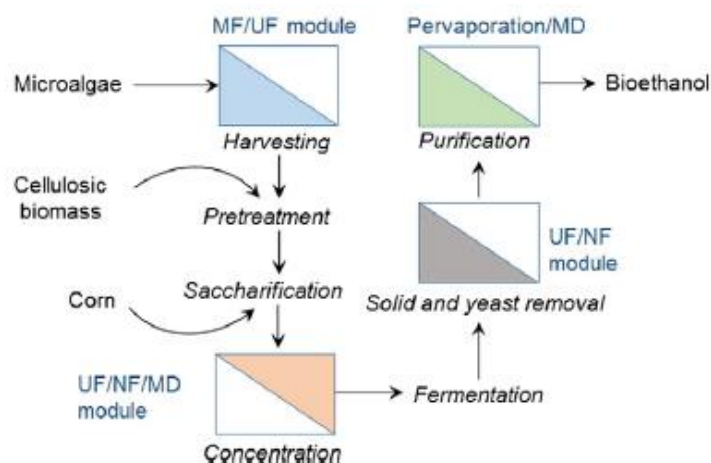 MF/UF module
Pervaporation/MD
Microalgae
Bioethanol
Harvesting
Purification
Cellulosic
biomass
Pretreatment
UF/NF
module
Corn
Saccharification
Solid and yeast removal
UF/NF/MD
module
Fermentation
Concentration